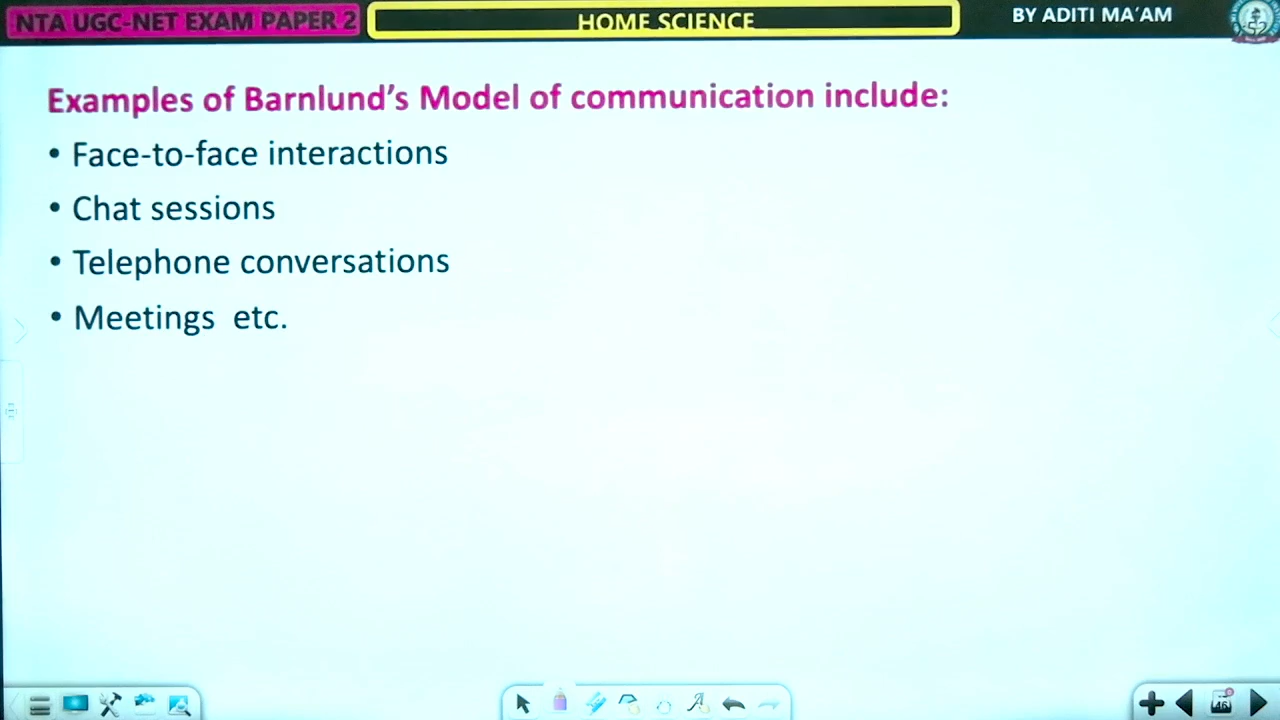 NTA UGC-NET EXAM PAPER 2
HOME SCIENCE
BY ADITI MA'AM
Examples of Barnlund's Model of communication include:
• Face-to-face interactions
• Chat sessions
• Telephone conversations
• Meetings etc.
46